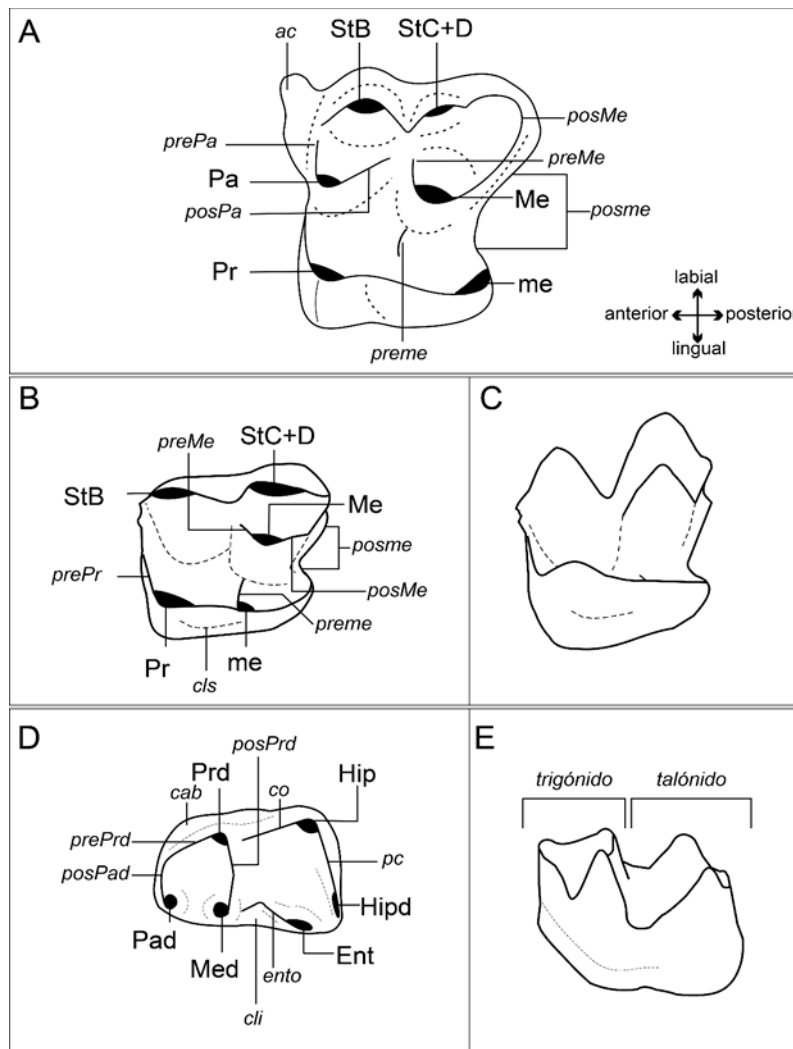 A
ac
StB
StC+D
posMe
prePa
preMe
Pa
Me
posPa
posme
Pr
me
labial
anterior
posterior
lingual
preme
B
C
preMe
StC+D
StB
Me
posme
prePr
posMe
preme
Pr
me
cls
D
E
posPrd
Prd
Hip
trigónido
talónido
cab
co
prePrd
posPad
pc
Pad
Hipd
Med
ento
Ent
cli